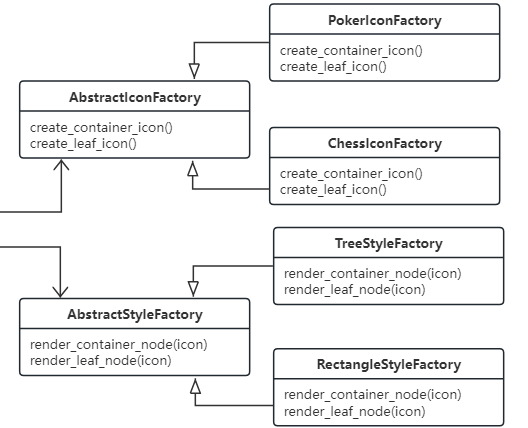 PokerIconFactory
create_container_icon()
create_leaf_icon()
AbstractIconFactory
create_container_icon()
create_leaf_icon()
ChessIconFactory
create_container_icon()
create_leaf_icon()
TreeStyleFactory
render_container_node(icon)
render_leaf_node(icon)
AbstractStyleFactory
render_container_node(icon)
render_leaf_node(icon)
RectangleStyleFactory
render_container_node(icon)
render_leaf_node(icon)